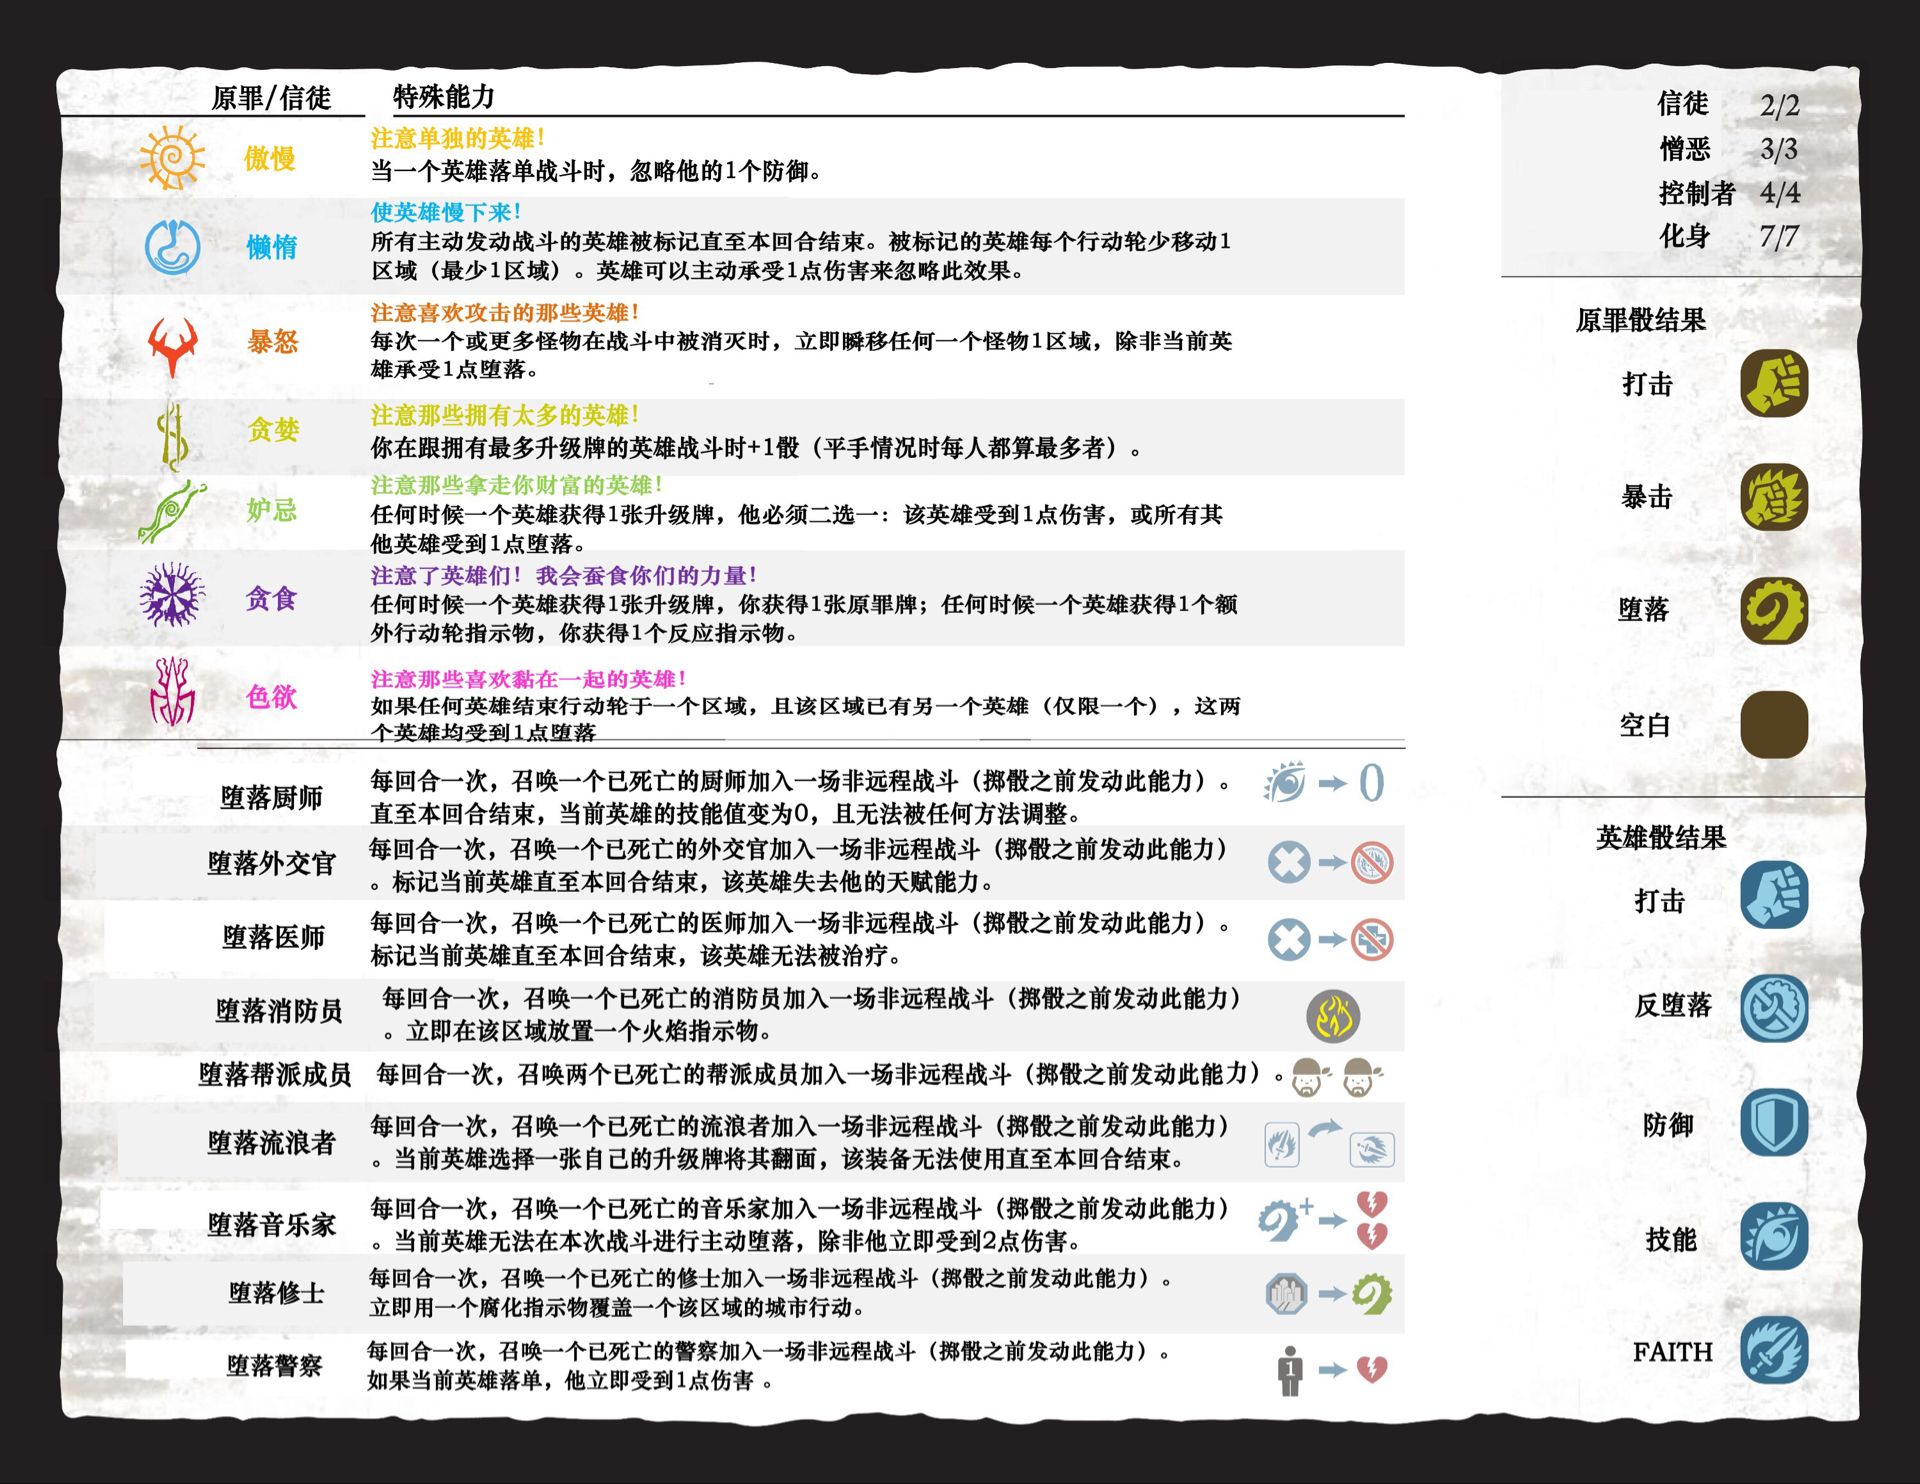 原罪/信徒 特殊能力
傲慢
注意单独的英雄！
当一个英雄落单战斗时，忽略他的1个防御。
懒惰
使英雄慢下来！
所有主动发动战斗的英雄被标记直至本回合结束。被标记的英雄每个行动轮少移动1
区域（最少1区域）。英雄可以主动承受1点伤害来忽略此效果。
暴怒
注意喜欢攻击的那些英雄！
每次一个或更多怪物在战斗中被消灭时，立即瞬移任何一个怪物1区域，除非当前英
雄承受1点堕落。
贪婪
注意那些拥有太多的英雄！
你在跟拥有最多升级牌的英雄战斗时+1骰（平手情况时每人都算最多者）。
妒忌
注意那些拿走你财富的英雄！
任何时候一个英雄获得1张升级牌，他必须二选一：该英雄受到1点伤害，或所有其
他英雄受到1点堕落。
贪食
注意了英雄们！我会蚕食你们的力量！
任何时候一个英雄获得1张升级牌，你获得1张原罪牌；任何时候一个英雄获得1个额
外行动轮指示物，你获得1个反应指示物。
色欲
注意那些喜欢黏在一起的英雄！
如果任何英雄结束行动轮于一个区域，且该区域已有另一个英雄（仅限一个），这两
个英雄均受到1点堕落
堕落厨师
每回合一次，召唤一个已死亡的厨师加入一场非远程战斗（掷骰之前发动此能力）。
直至本回合结束，当前英雄的技能值变为0，且无法被任何方法调整。
0
堕落外交官
每回合一次，召唤一个已死亡的外交官加入一场非远程战斗（掷骰之前发动此能力）
。标记当前英雄直至本回合结束，该英雄失去他的天赋能力。
堕落医师
每回合一次，召唤一个已死亡的医师加入一场非远程战斗（掷骰之前发动此能力）。
标记当前英雄直至本回合结束，该英雄无法被治疗。
堕落消防员
每回合一次，召唤一个已死亡的消防员加入一场非远程战斗（掷骰之前发动此能力）
。立即在该区域放置一个火焰指示物。
堕落帮派成员
每回合一次，召唤两个已死亡的帮派成员加入一场非远程战斗（掷骰之前发动此能力）。
堕落流浪者
每回合一次，召唤一个已死亡的流浪者加入一场非远程战斗（掷骰之前发动此能力）
。当前英雄选择一张自己的升级牌将其翻面，该装备无法使用直至本回合结束。
堕落音乐家
每回合一次，召唤一个已死亡的音乐家加入一场非远程战斗（掷骰之前发动此能力）
。当前英雄无法在本次战斗进行主动堕落，除非他立即受到2点伤害。
+
堕落修士
每回合一次，召唤一个已死亡的修士加入一场非远程战斗（掷骰之前发动此能力）。
立即用一个腐化指示物覆盖一个该区域的城市行动。
堕落警察
每回合一次，召唤一个已死亡的警察加入一场非远程战斗（掷骰之前发动此能力）。
如果当前英雄落单，他立即受到1点伤害 。
1
信徒 2/2
憎恶 3/3
控制者 4/4
化身 7/7
原罪骰结果
打击
暴击
堕落
空白
英雄骰结果
打击
反堕落
防御
技能
FAITH